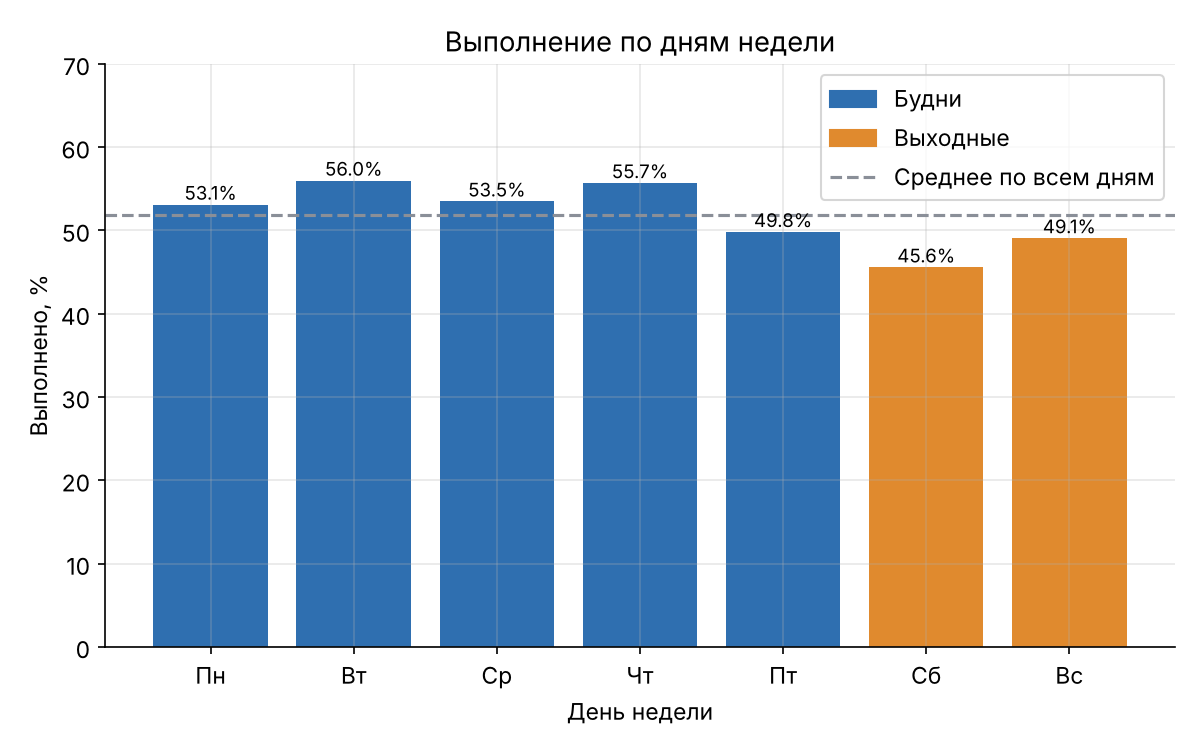 Выполнение по дням недели
Выполнено, %
70
60
50
40
30
20
10
0
Будни
Выходные
Среднее по всем дням
53.1%
56.0%
53.5%
55.7%
49.8%
45.6%
49.1%
Пн
Вт
Ср
Чт
Пт
Сб
Вс
День недели